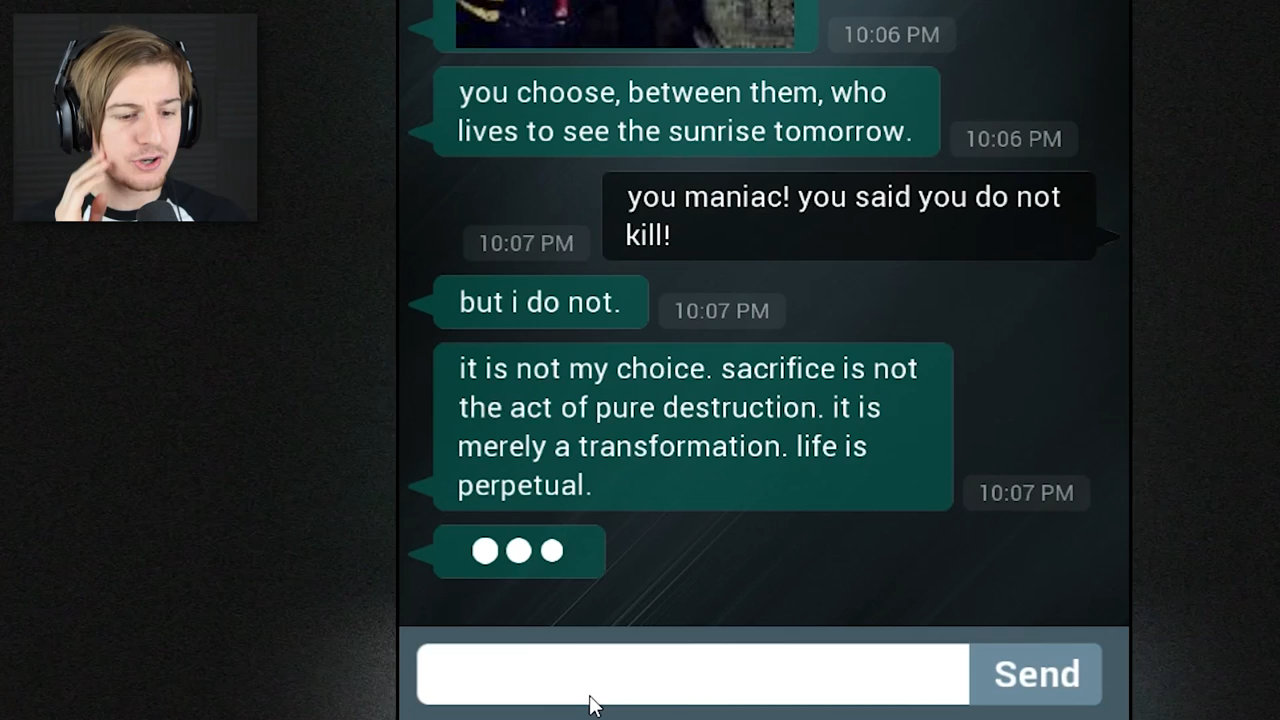 10:06 PM
you choose, between them, who
lives to see the sunrise tomorrow.
10:06 PM
you maniac! you said you do not
kill!
10:07 PM
but i do not.
10:07 PM
it is not my choice. sacrifice is not
the act of pure destruction. it is
merely a transformation. life is
perpetual.
10:07 PM
Send